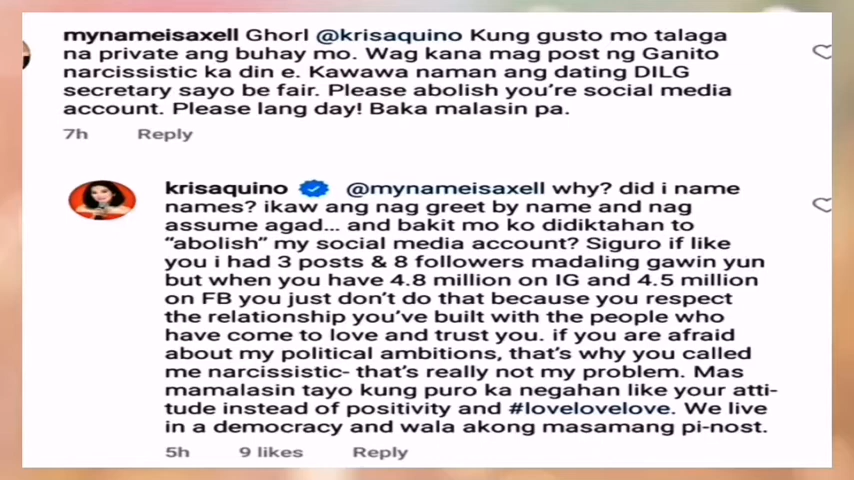 mynameisaxell Ghorl @krisaquino Kung gusto mo talaga
na private ang buhay mo. Wag kana mag post ng Ganito
narcissistic ka din e. Kawawa naman ang dating DILG
secretary sayo be fair. Please abolish you're social media
account. Please lang day! Baka malasin pa.
7h Reply
krisaquino @mynameisaxell why? did i name
names? ikaw ang nag greet by name and nag
assume agad... and bakit mo ko didiktahan to
“abolish” my social media account? Siguro if like
you i had 3 posts & 8 followers madaling gawin yun
but when you have 4.8 million on IG and 4.5 million
on FB you just don't do that because you respect
the relationship you've built with the people who
have come to love and trust you. if you are afraid
about my political ambitions, that's why you called
me narcissistic- that's really not my problem. Mas
mamalasin tayo kung puro ka negahan like your atti-
tude instead of positivity and #lovelovelove. We live
in a democracy and wala akong masamang pi-nost.
5h 9 likes Reply